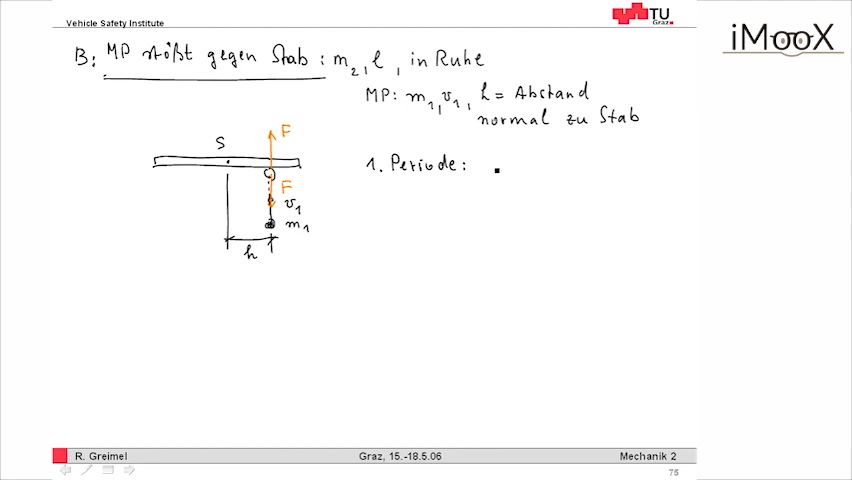 Vehicle Safety Institute
TU
Graz
iMooX
B: MP stößt gegen Stab: m2, l, in Ruhe
MP: m1, v1, h = Abstand
normal zu Stab
F
S
1. Periode:
F
v1
m1
h
R. Greimel
Graz, 15.-18.5.06
Mechanik 2
75